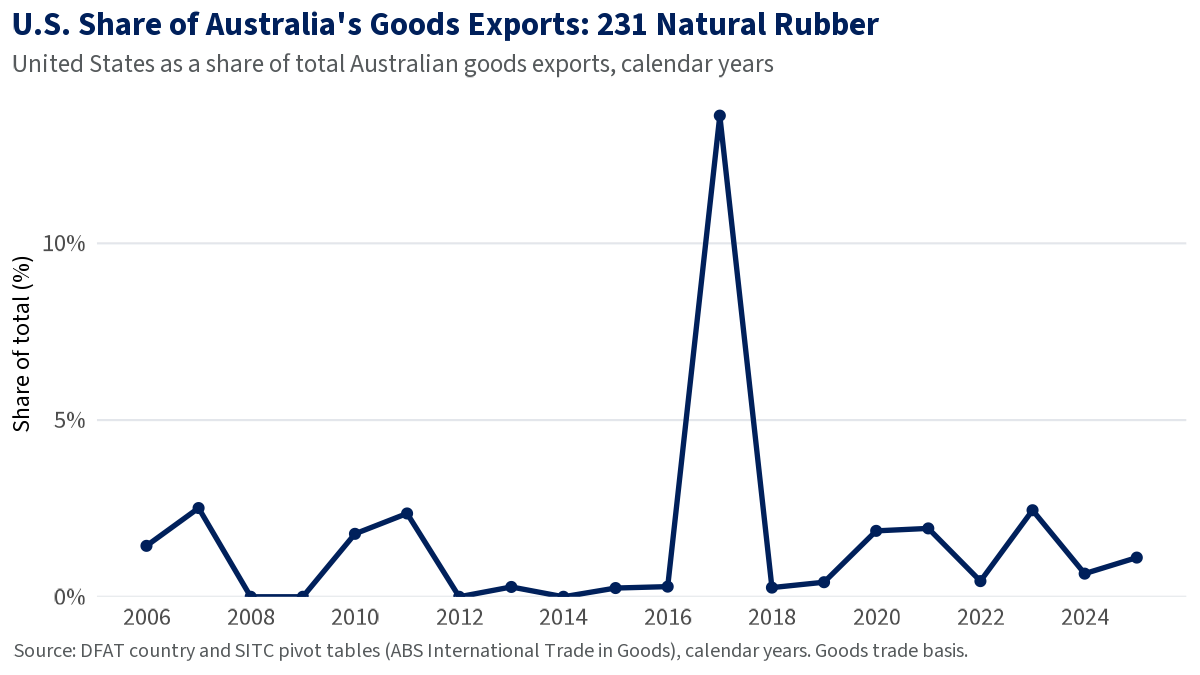 U.S. Share of Australia's Goods Exports: 231 Natural Rubber
United States as a share of total Australian goods exports, calendar years
Share of total (%)
10%
5%
0%
2006 2008 2010 2012 2014 2016 2018 2020 2022 2024
Source: DFAT country and SITC pivot tables (ABS International Trade in Goods), calendar years. Goods trade basis.